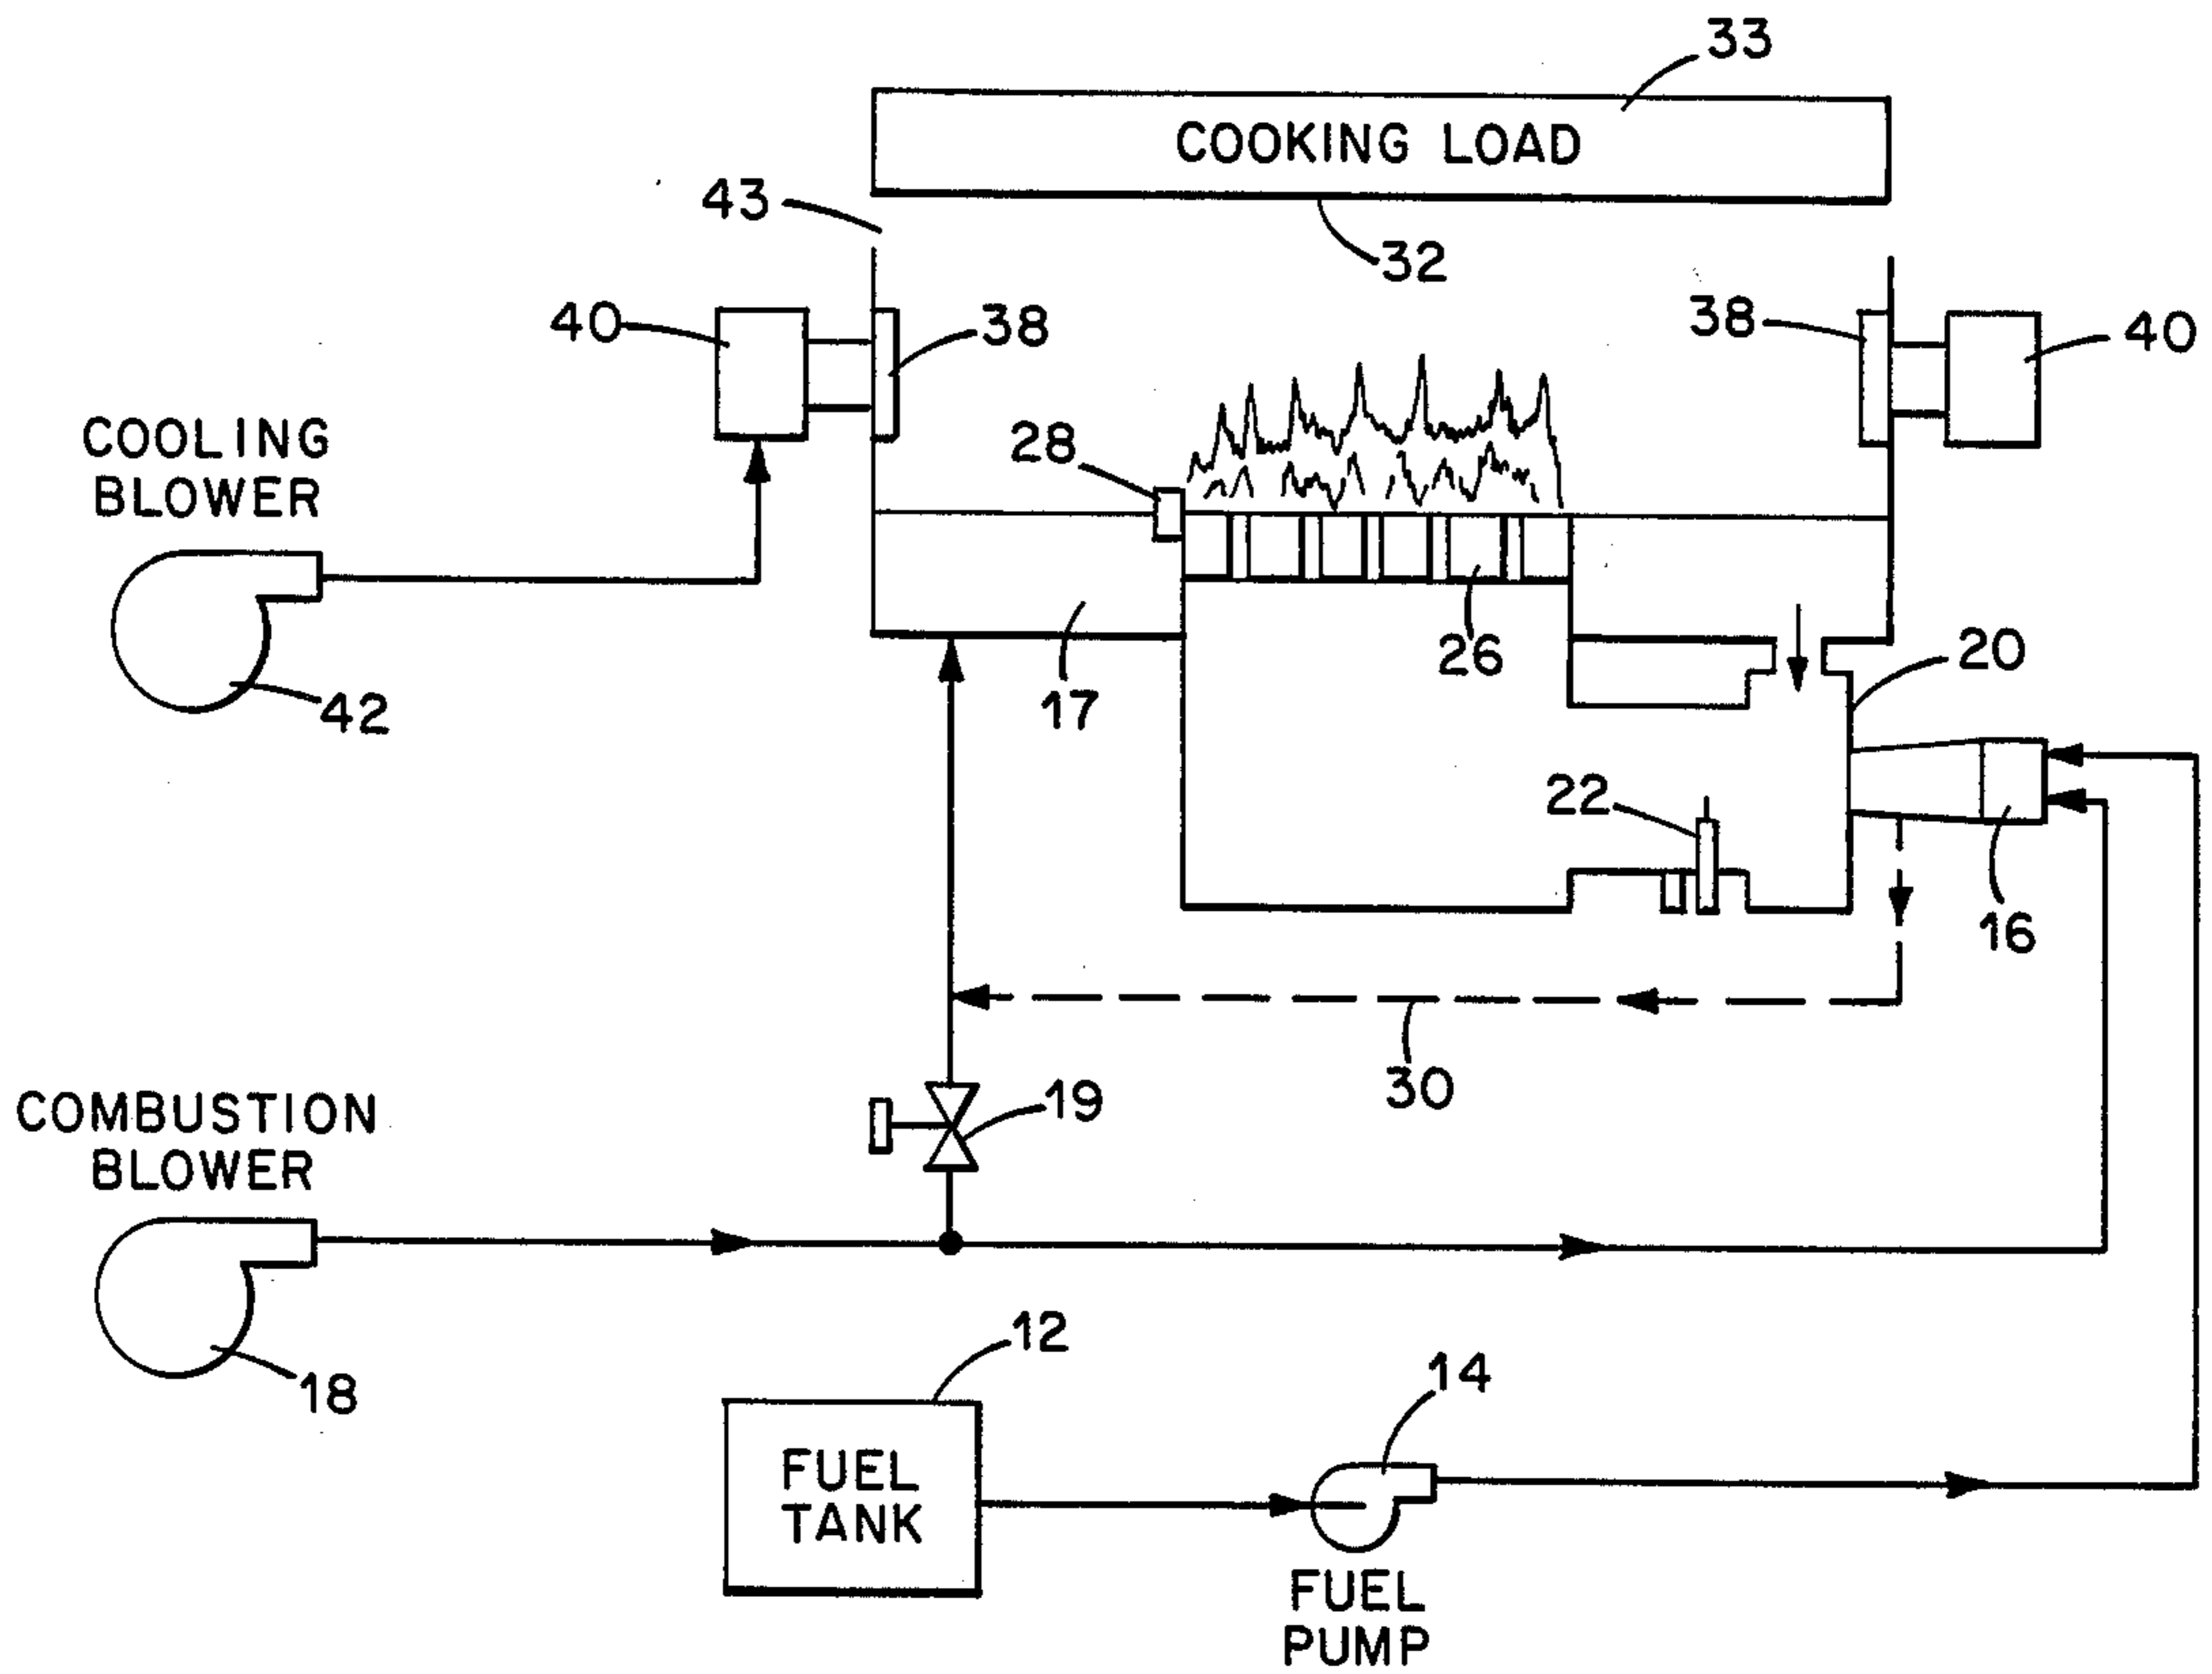 33
COOKING LOAD
43
32
40
38
38
40
COOLING
BLOWER
28
26
20
17
42
22
16
30
19
COMBUSTION
BLOWER
18
12
14
FUEL
TANK
FUEL
PUMP